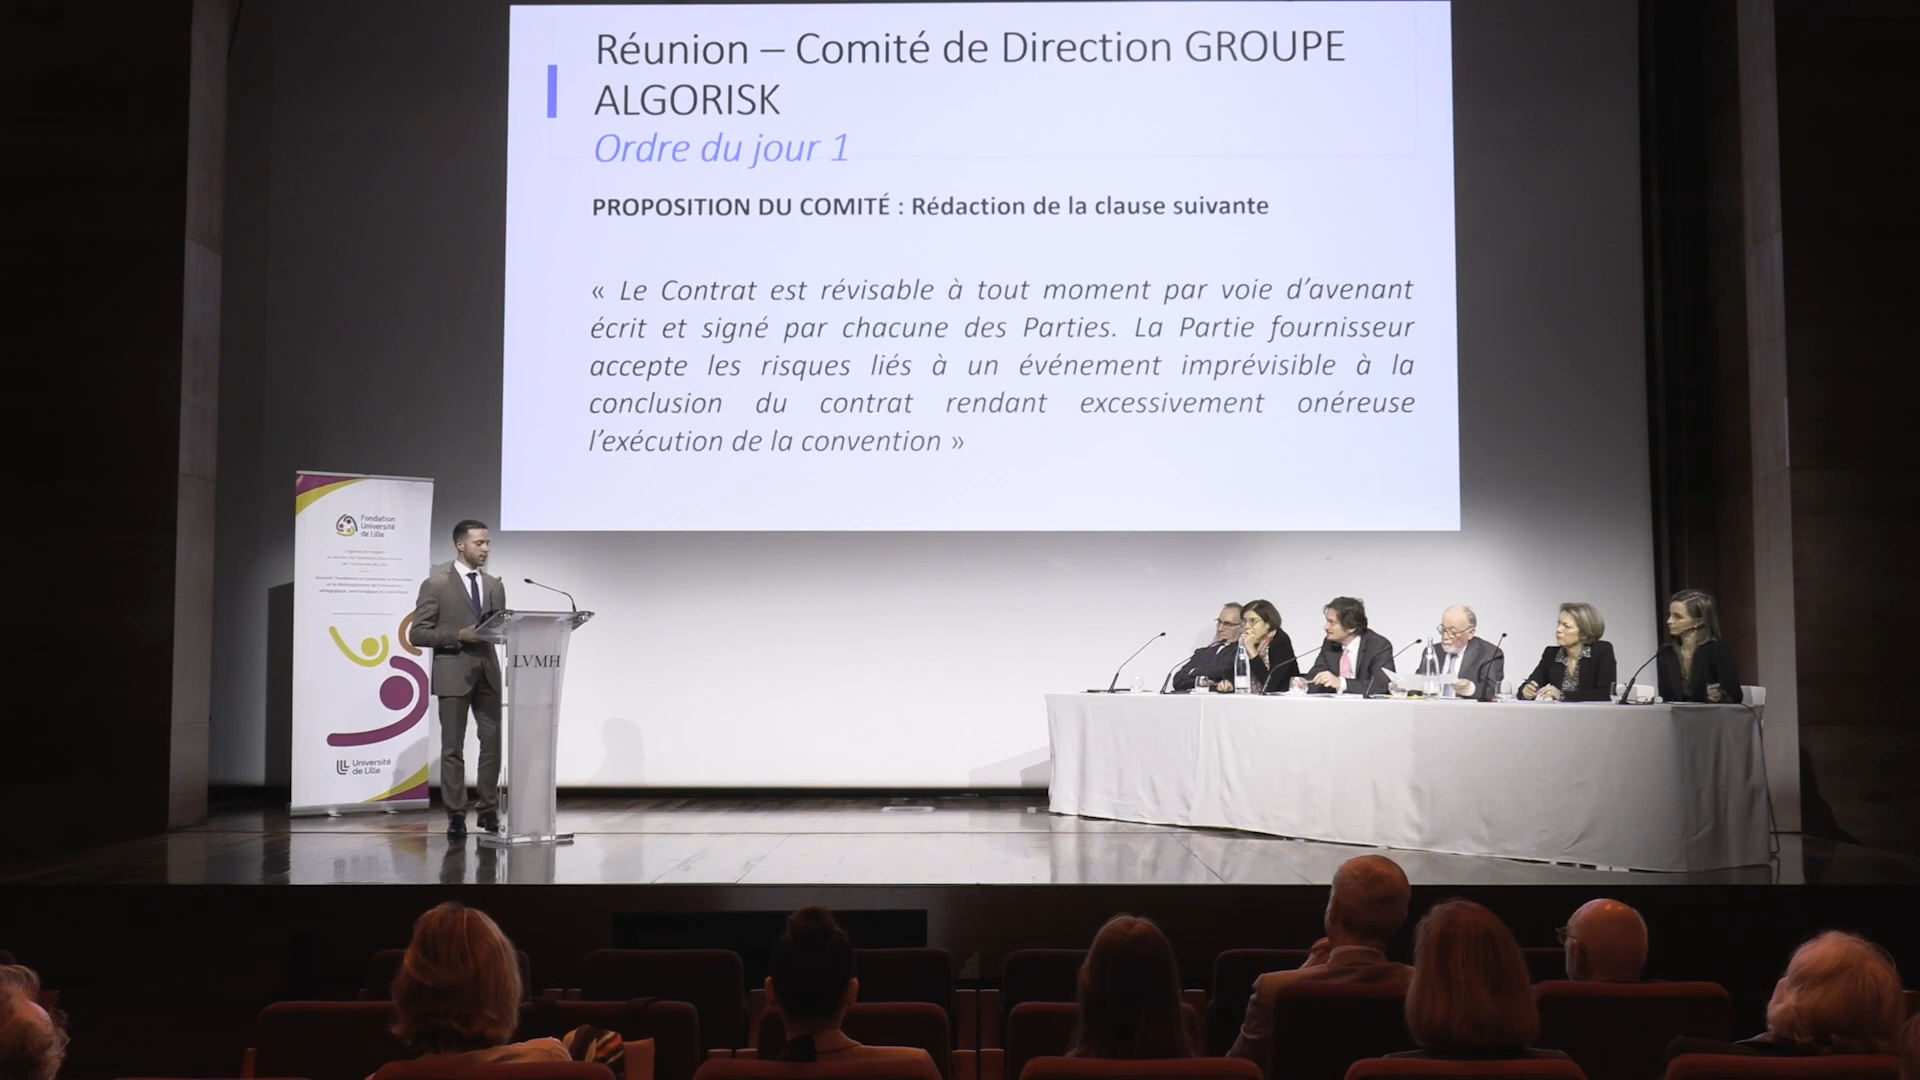 Réunion – Comité de Direction GROUPE
ALGORISK
Ordre du jour 1
PROPOSITION DU COMITÉ : Rédaction de la clause suivante
« Le Contrat est révisable à tout moment par voie d’avenant
écrit et signé par chacune des Parties. La Partie fournisseur
accepte les risques liés à un événement imprévisible à la
conclusion du contrat rendant excessivement onéreuse
l’exécution de la convention »
Fondation
Université
de Lille
LVMH
Université
de Lille